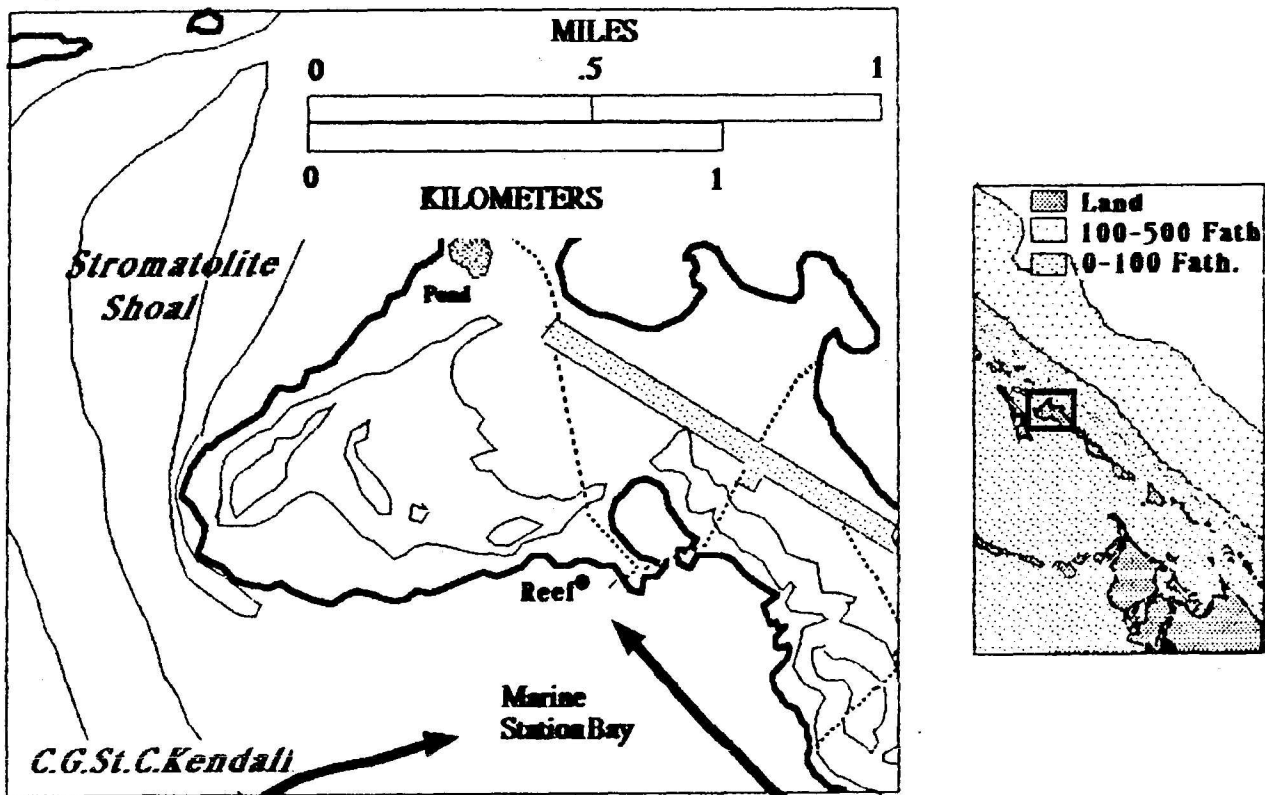 MILES
0 .5 1
0 1
KILOMETERS
Stromatolite
Shoal
Pond
Reef
Marine
Station Bay
C.G.St.C.Kendall
Land
100-500 Fath
0-100 Fath.